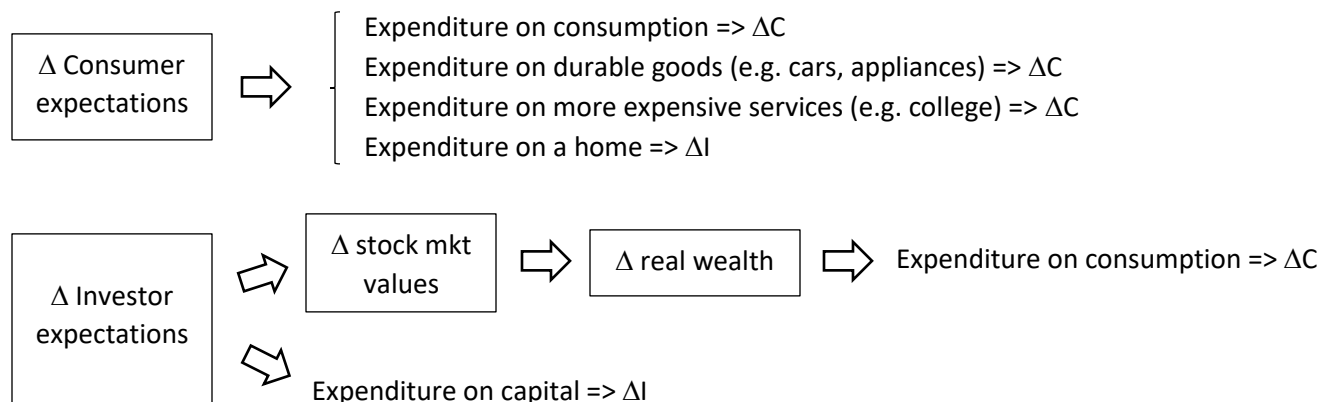 Δ Consumer
expectations
Expenditure on consumption => ΔC
Expenditure on durable goods (e.g. cars, appliances) => ΔC
Expenditure on more expensive services (e.g. college) => ΔC
Expenditure on a home => ΔI
Δ Investor
expectations
Δ stock mkt
values
Δ real wealth
Expenditure on consumption => ΔC
Expenditure on capital => ΔI